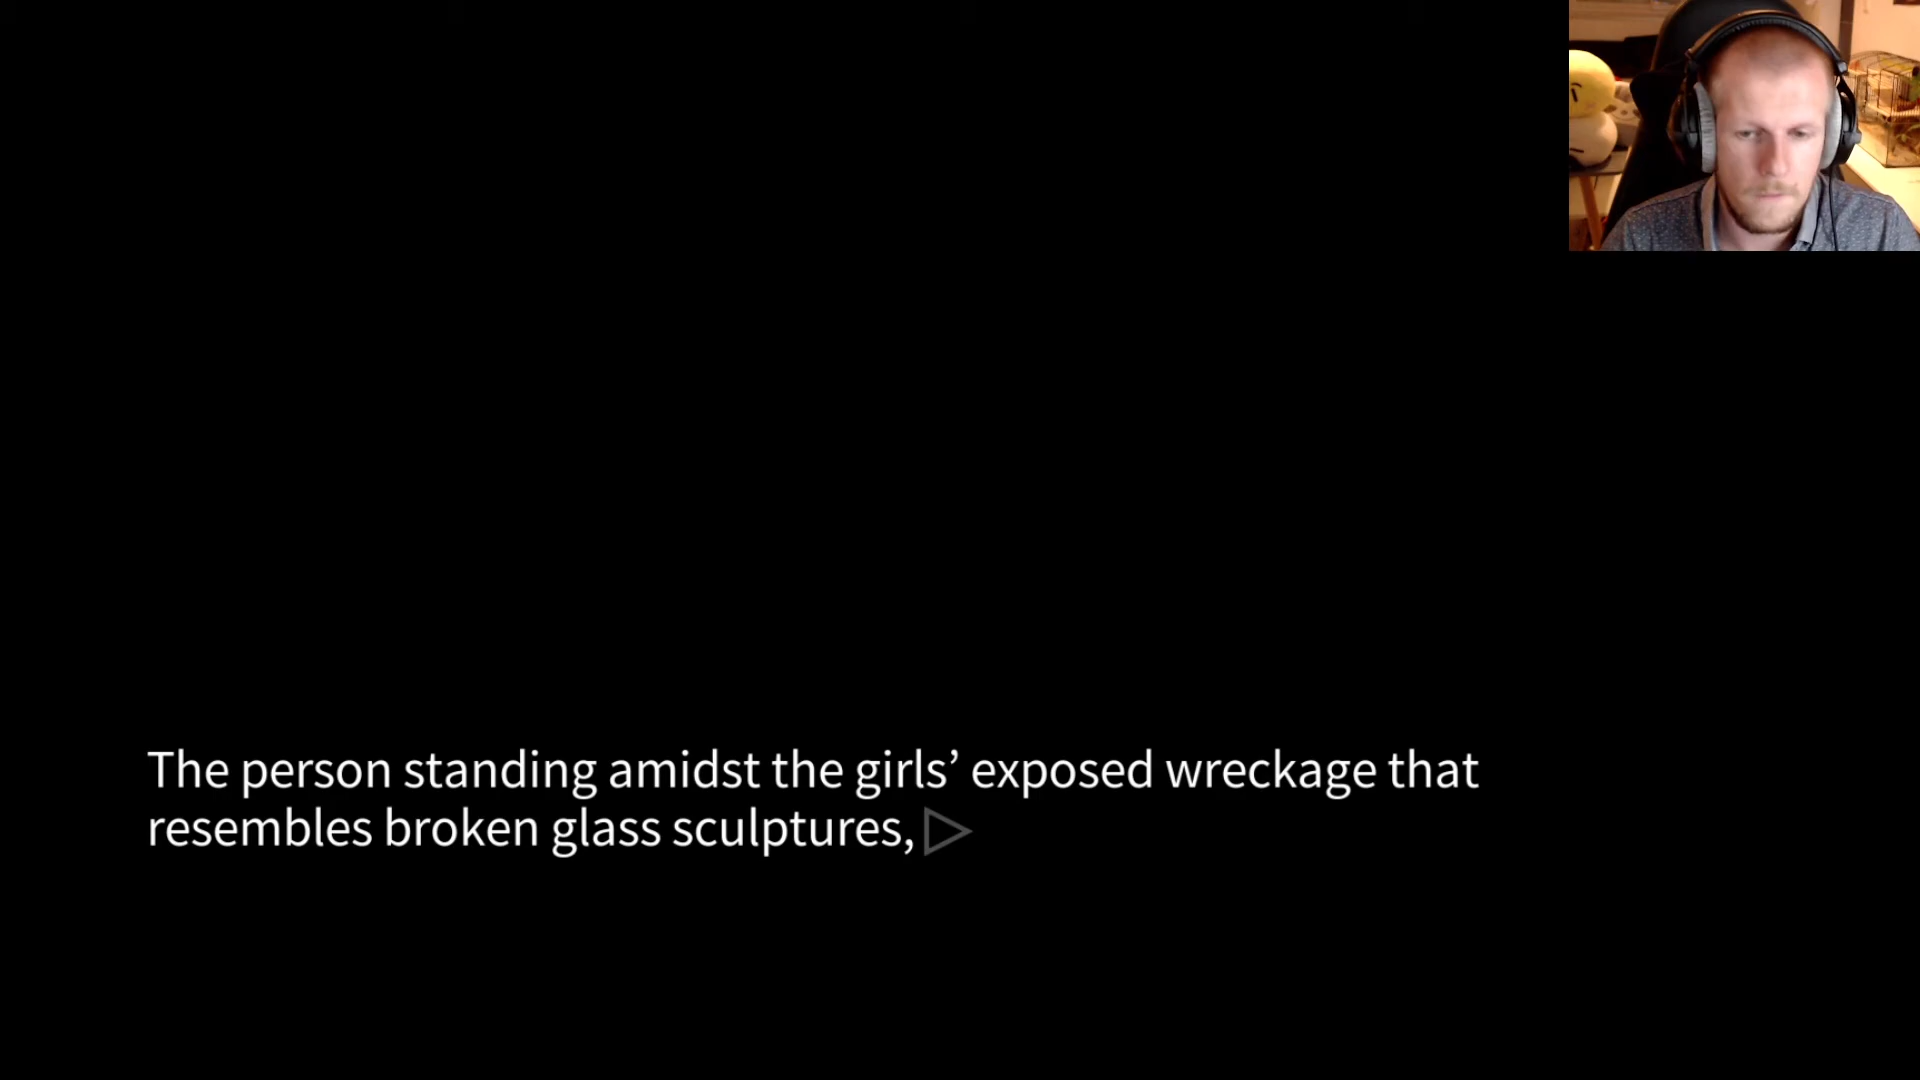 The person standing amidst the girls’ exposed wreckage that
resembles broken glass sculptures,